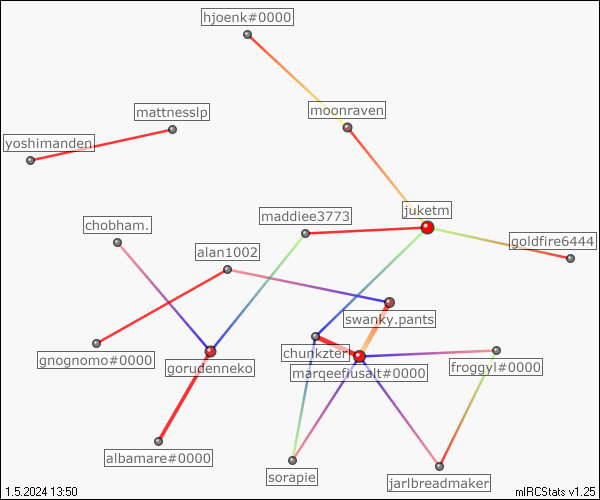 hjoenk#0000
mattnesslp
moonraven
yoshimanden
maddiee3773
juketm
chobham.
goldfire6444
alan1002
swanky.pants
gnognomo#0000
gorudenneko
chunkzter
marqeefiusalt#0000
froggyl#0000
albamare#0000
sorapie
jarlbreadmaker
1.5.2024 13:50
mIRCStats v1.25